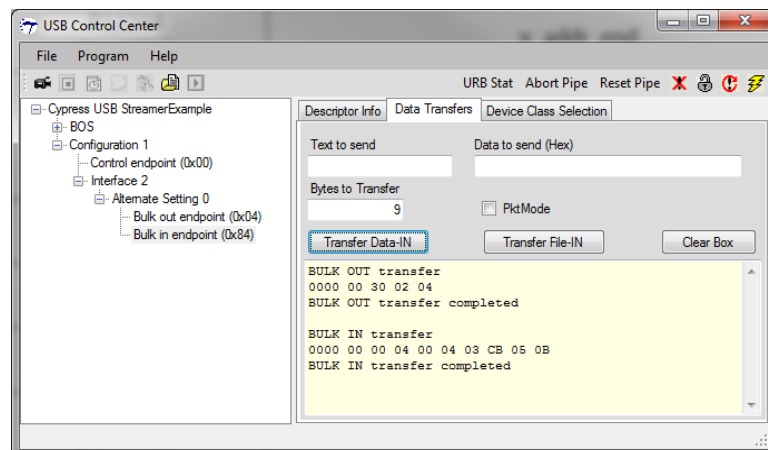 USB Control Center
File Program Help
URB Stat Abort Pipe Reset Pipe
Cypress USB StreamerExample
BOS
Configuration 1
Control endpoint (0x00)
Interface 2
Alternate Setting 0
Bulk out endpoint (0x04)
Bulk in endpoint (0x84)
Descriptor Info Data Transfers Device Class Selection
Text to send Data to send (Hex)
Bytes to Transfer
9 PktMode
Transfer Data-IN Transfer File-IN Clear Box
BULK OUT transfer
0000 00 30 02 04
BULK OUT transfer completed
BULK IN transfer
0000 00 00 04 00 04 03 CB 05 0B
BULK IN transfer completed